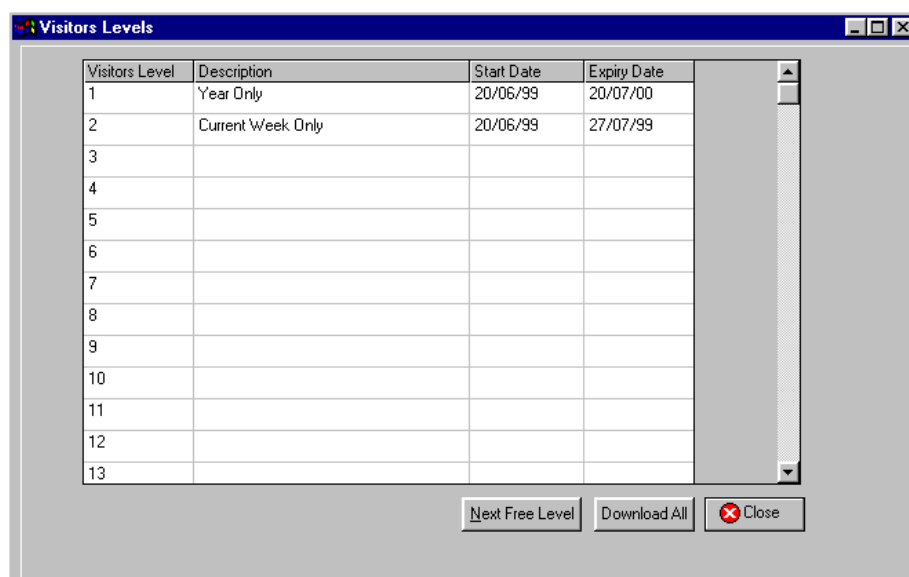 Visitors Levels
Visitors Level Description Start Date Expiry Date
1 Year Only 20/06/99 20/07/00
2 Current Week Only 20/06/99 27/07/99
3
4
5
6
7
8
9
10
11
12
13
Next Free Level Download All Close